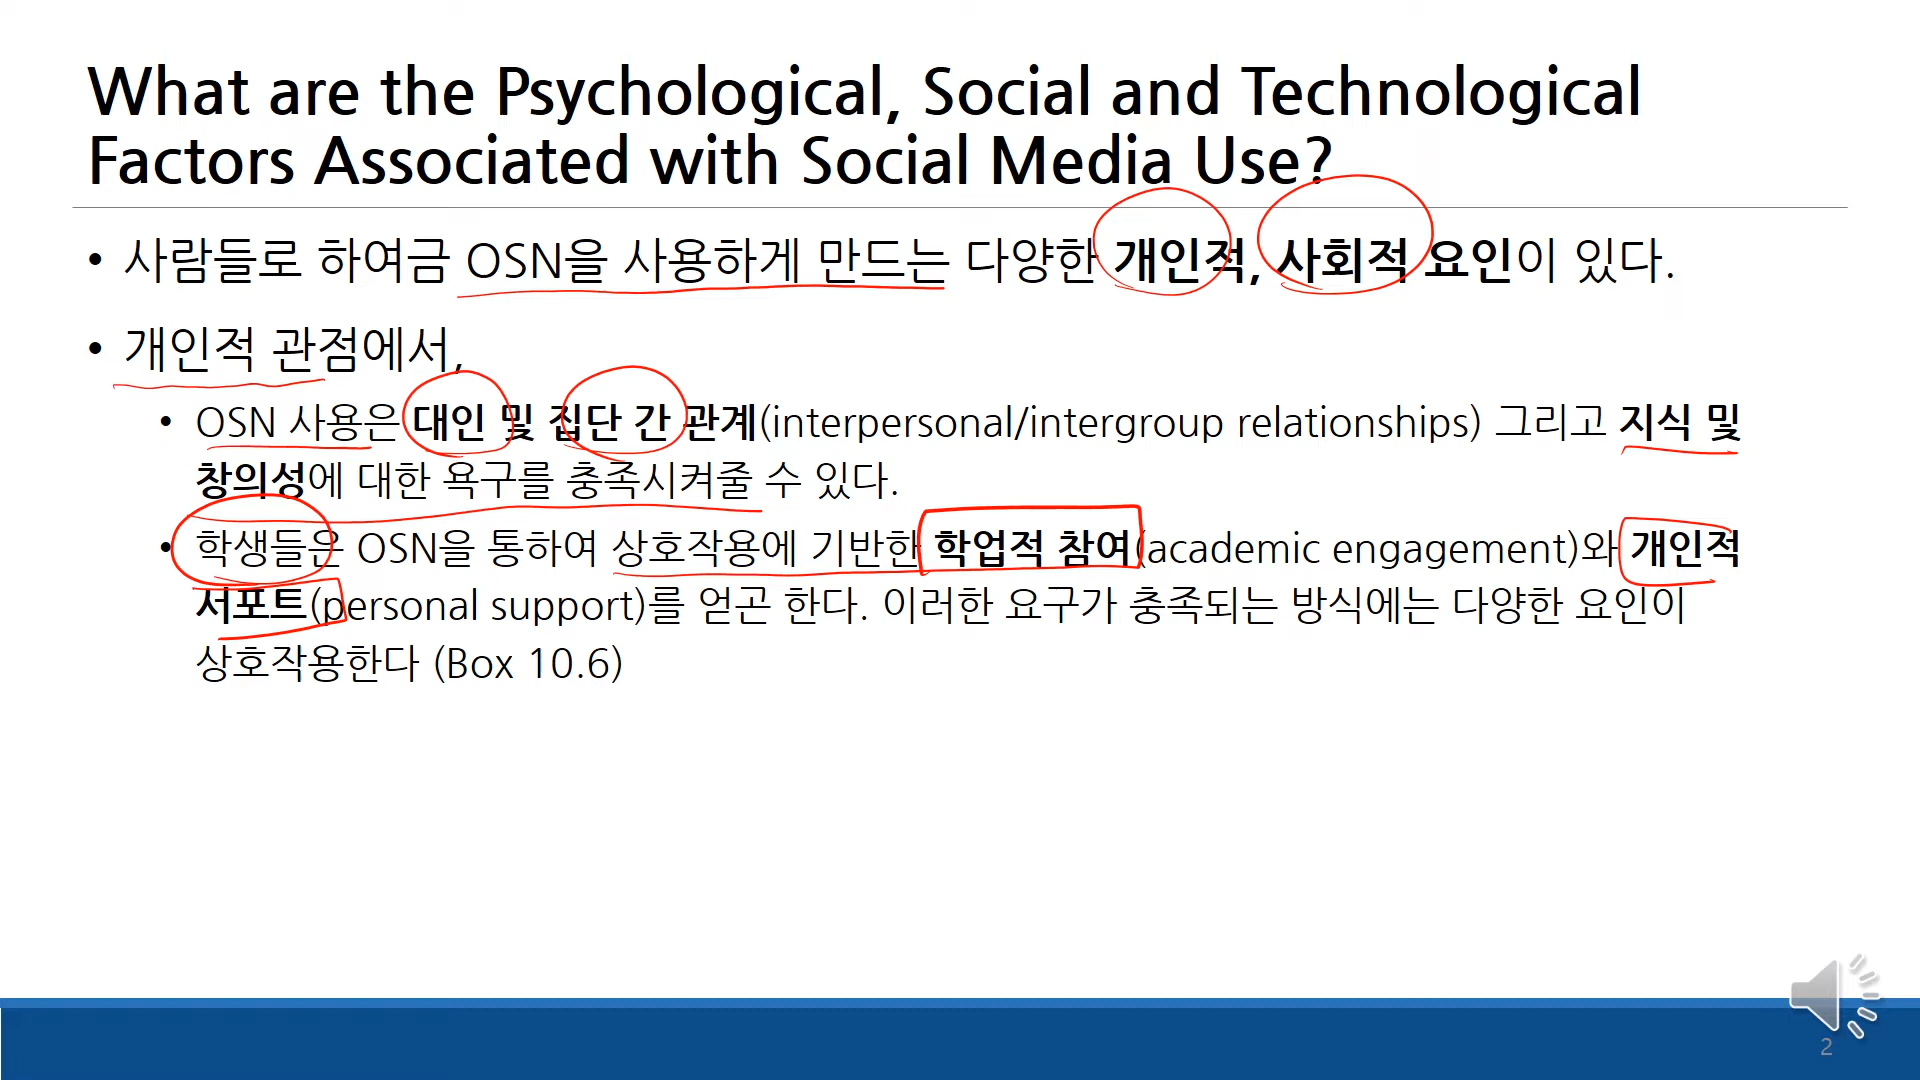 What are the Psychological, Social and Technological
Factors Associated with Social Media Use?
• 사람들로 하여금 OSN을 사용하게 만드는 다양한 개인적, 사회적 요인이 있다.
• 개인적 관점에서,
• OSN 사용은 대인 및 집단 간 관계(interpersonal/intergroup relationships) 그리고 지식 및
창의성에 대한 욕구를 충족시켜줄 수 있다.
• 학생들은 OSN을 통하여 상호작용에 기반한 학업적 참여(academic engagement)와 개인적
서포트(personal support)를 얻곤 한다. 이러한 요구가 충족되는 방식에는 다양한 요인이
상호작용한다 (Box 10.6)
2